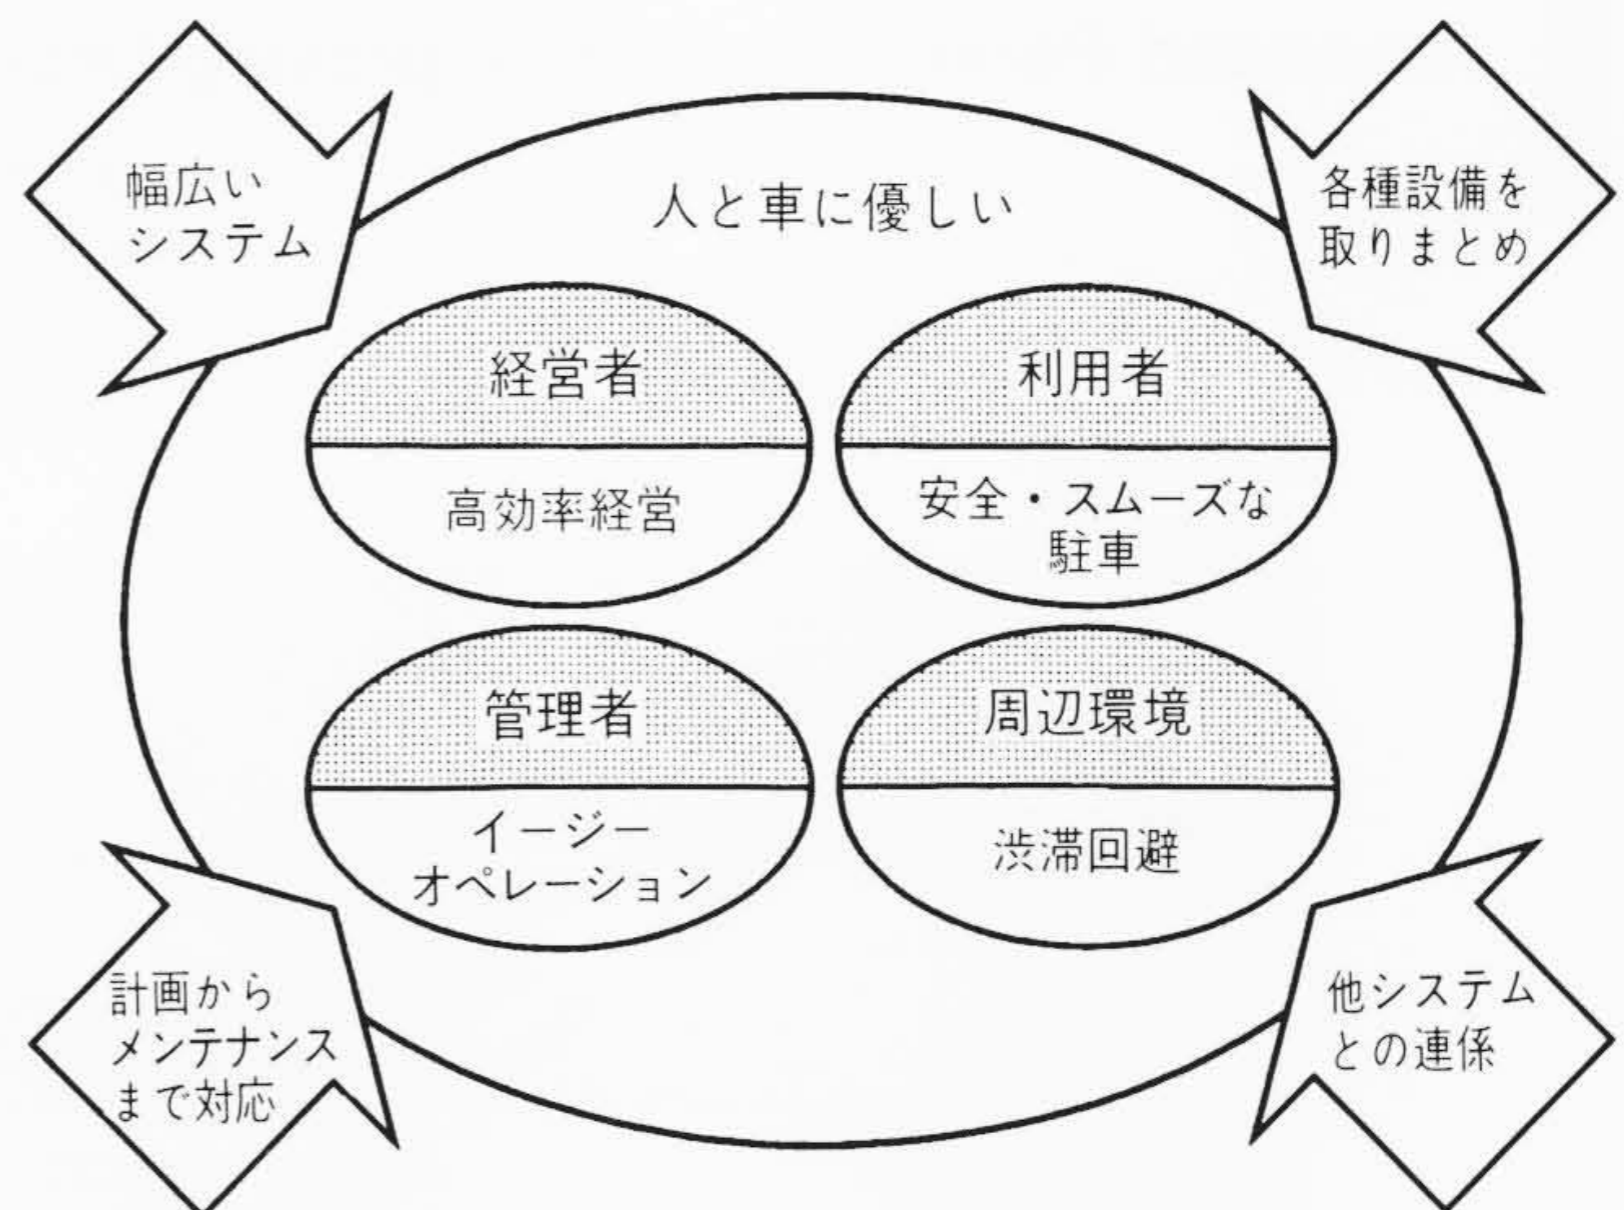 幅広い
システム
各種設備を
取りまとめ
人と車に優しい
経営者
高効率経営
利用者
安全・スムーズな
駐車
管理者
イージー
オペレーション
周辺環境
渋滞回避
計画から
メンテナンス
まで対応
他システム
との連係